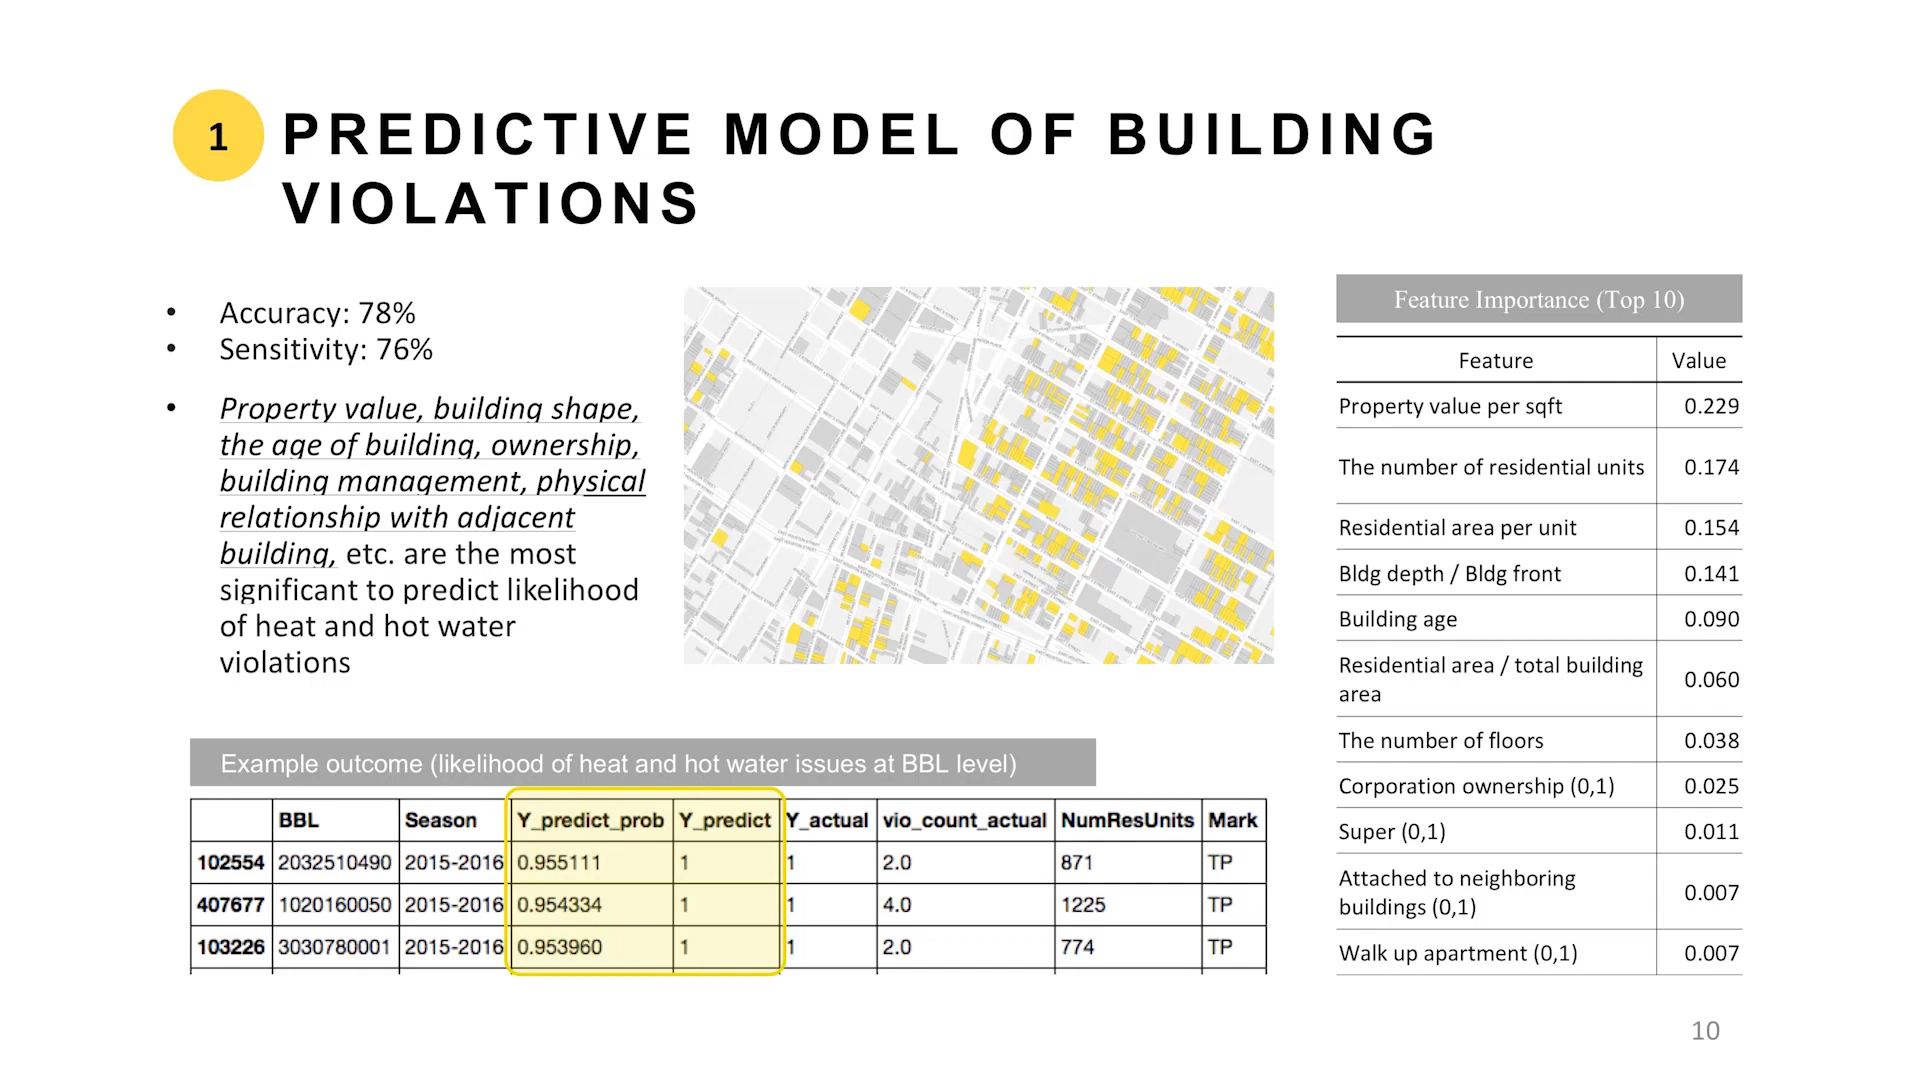 1
PREDICTIVE MODEL OF BUILDING
VIOLATIONS
• Accuracy: 78%
• Sensitivity: 76%
• Property value, building shape,
the age of building, ownership,
building management, physical
relationship with adjacent
building, etc. are the most
significant to predict likelihood
of heat and hot water
violations
Feature Importance (Top 10)
Feature Value
Property value per sqft 0.229
The number of residential units 0.174
Residential area per unit 0.154
Bldg depth / Bldg front 0.141
Building age 0.090
Residential area / total building
area 0.060
The number of floors 0.038
Corporation ownership (0,1) 0.025
Super (0,1) 0.011
Attached to neighboring
buildings (0,1) 0.007
Walk up apartment (0,1) 0.007
Example outcome (likelihood of heat and hot water issues at BBL level)
BBL Season Y_predict_prob Y_predict Y_actual vio_count_actual NumResUnits Mark
102554 2032510490 2015-2016 0.955111 1 1 2.0 871 TP
407677 1020160050 2015-2016 0.954334 1 1 4.0 1225 TP
103226 3030780001 2015-2016 0.953960 1 1 2.0 774 TP
10